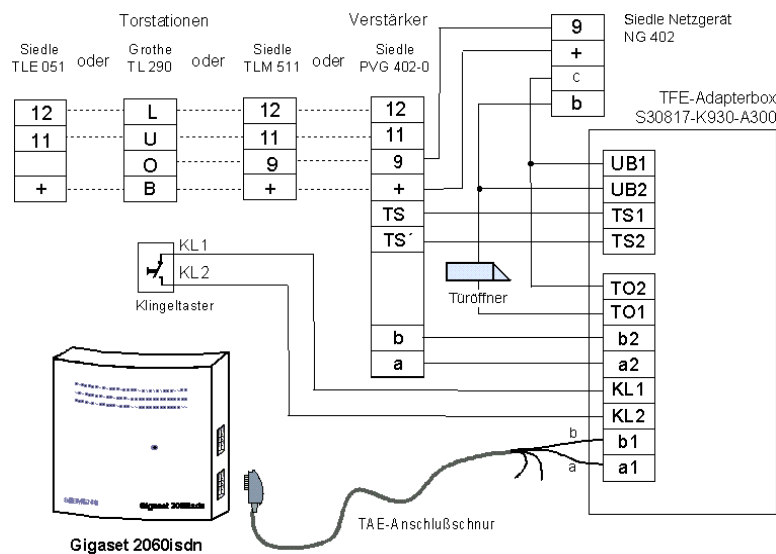 Torstationen
Verstärker
Siedle Netzgerät
NG 402
Siedle
TLE 051
oder
Grothe
TL 290
oder
Siedle
TLM 511
oder
Siedle
PVG 402-0
9
+
c
b
TFE-Adapterbox
S30817-K930-A300
12
11
+
L
U
O
B
12
11
9
+
12
11
9
+
TS
TS´
b
a
UB1
UB2
TS1
TS2
TO2
TO1
b2
a2
KL1
KL2
b1
a1
KL1
KL2
Klingeltaster
Türöffner
b
a
TAE-Anschlußschnur
Gigaset 2060isdn
Gigaset 2060isdn